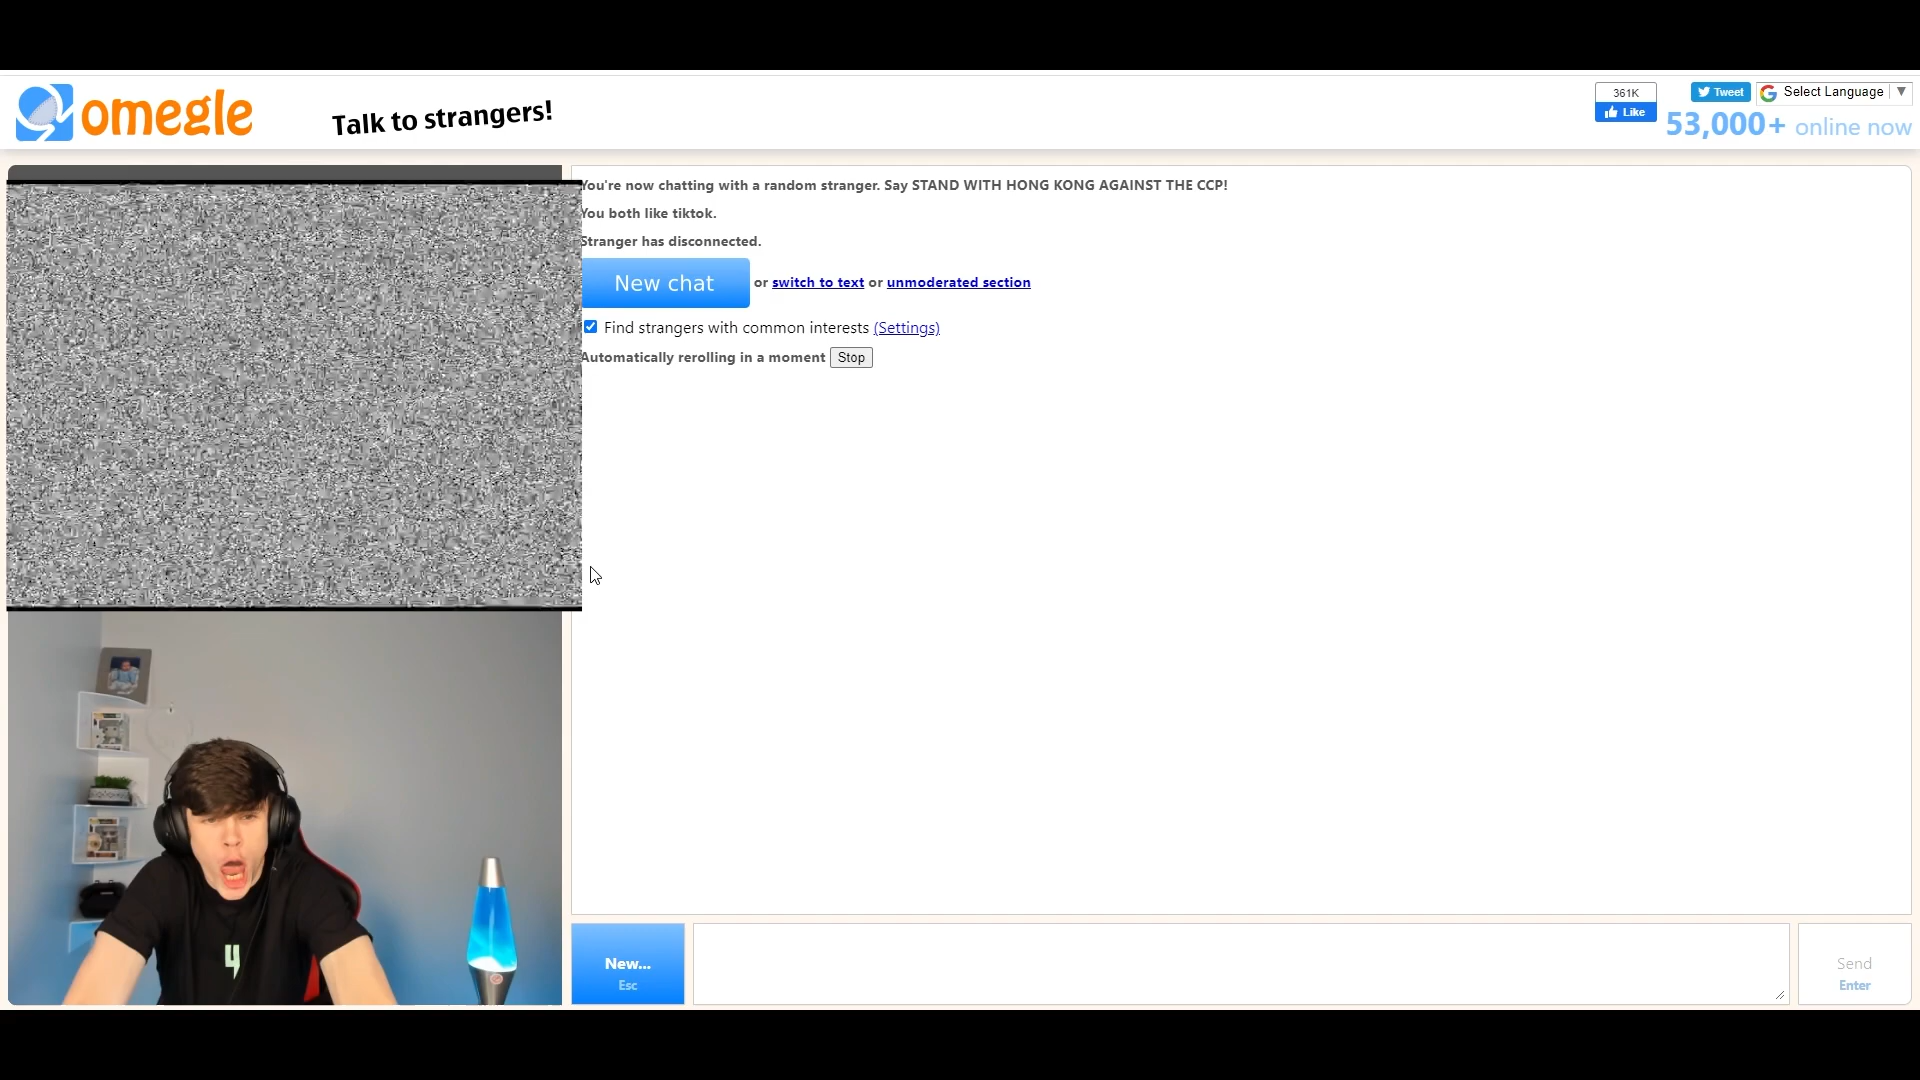 omegle
Talk to strangers!
361K
Like
Tweet
Select Language ▼
53,000+ online now
You're now chatting with a random stranger. Say STAND WITH HONG KONG AGAINST THE CCP!
You both like tiktok.
Stranger has disconnected.
New chat or switch to text or unmoderated section
Find strangers with common interests (Settings)
Automatically rerolling in a moment Stop
4
New...
Esc
Send
Enter